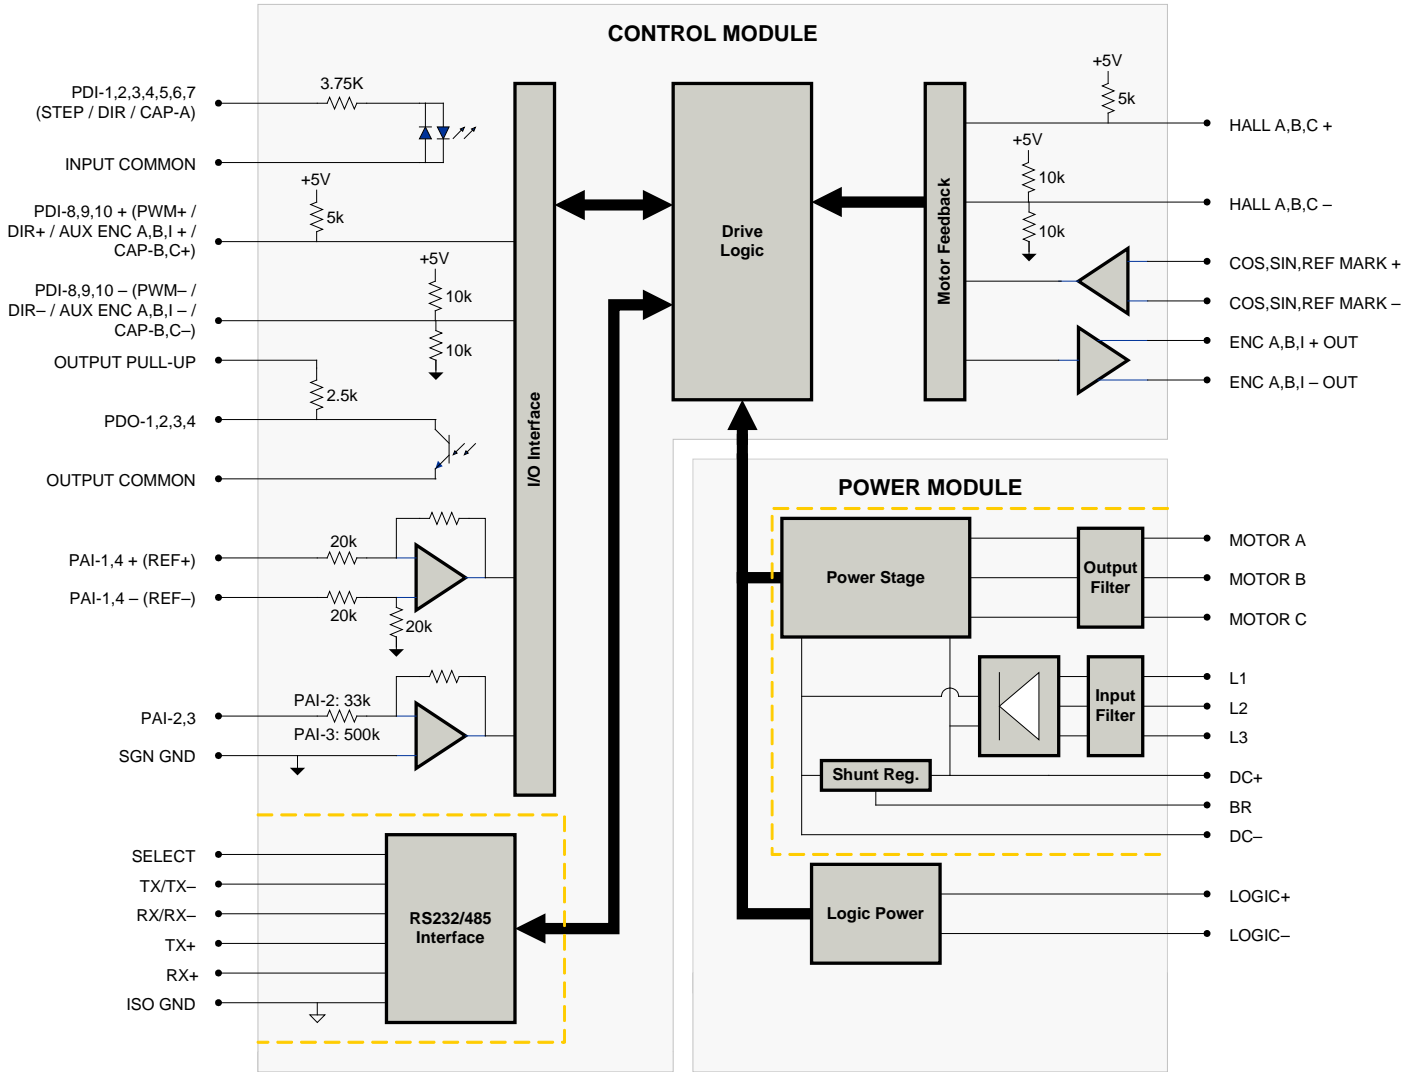 CONTROL MODULE
PDI-1,2,3,4,5,6,7
(STEP / DIR / CAP-A)
3.75K
INPUT COMMON
+5V
5k
PDI-8,9,10 + (PWM+ /
DIR+ / AUX ENC A,B,I + /
CAP-B,C+)
+5V
10k
10k
PDI-8,9,10 – (PWM– /
DIR– / AUX ENC A,B,I – /
CAP-B,C–)
OUTPUT PULL-UP
2.5k
PDO-1,2,3,4
OUTPUT COMMON
PAI-1,4 + (REF+)
20k
PAI-1,4 – (REF–)
20k
20k
PAI-2,3
PAI-2: 33k
PAI-3: 500k
SGN GND
I/O Interface
SELECT
TX/TX–
RX/RX–
TX+
RX+
ISO GND
RS232/485
Interface
Drive
Logic
Motor Feedback
+5V
5k
HALL A,B,C +
+5V
10k
10k
HALL A,B,C –
COS,SIN,REF MARK +
COS,SIN,REF MARK –
ENC A,B,I + OUT
ENC A,B,I – OUT
POWER MODULE
Power Stage
Output
Filter
MOTOR A
MOTOR B
MOTOR C
Input
Filter
L1
L2
L3
Shunt Reg.
DC+
BR
DC–
Logic Power
LOGIC+
LOGIC–